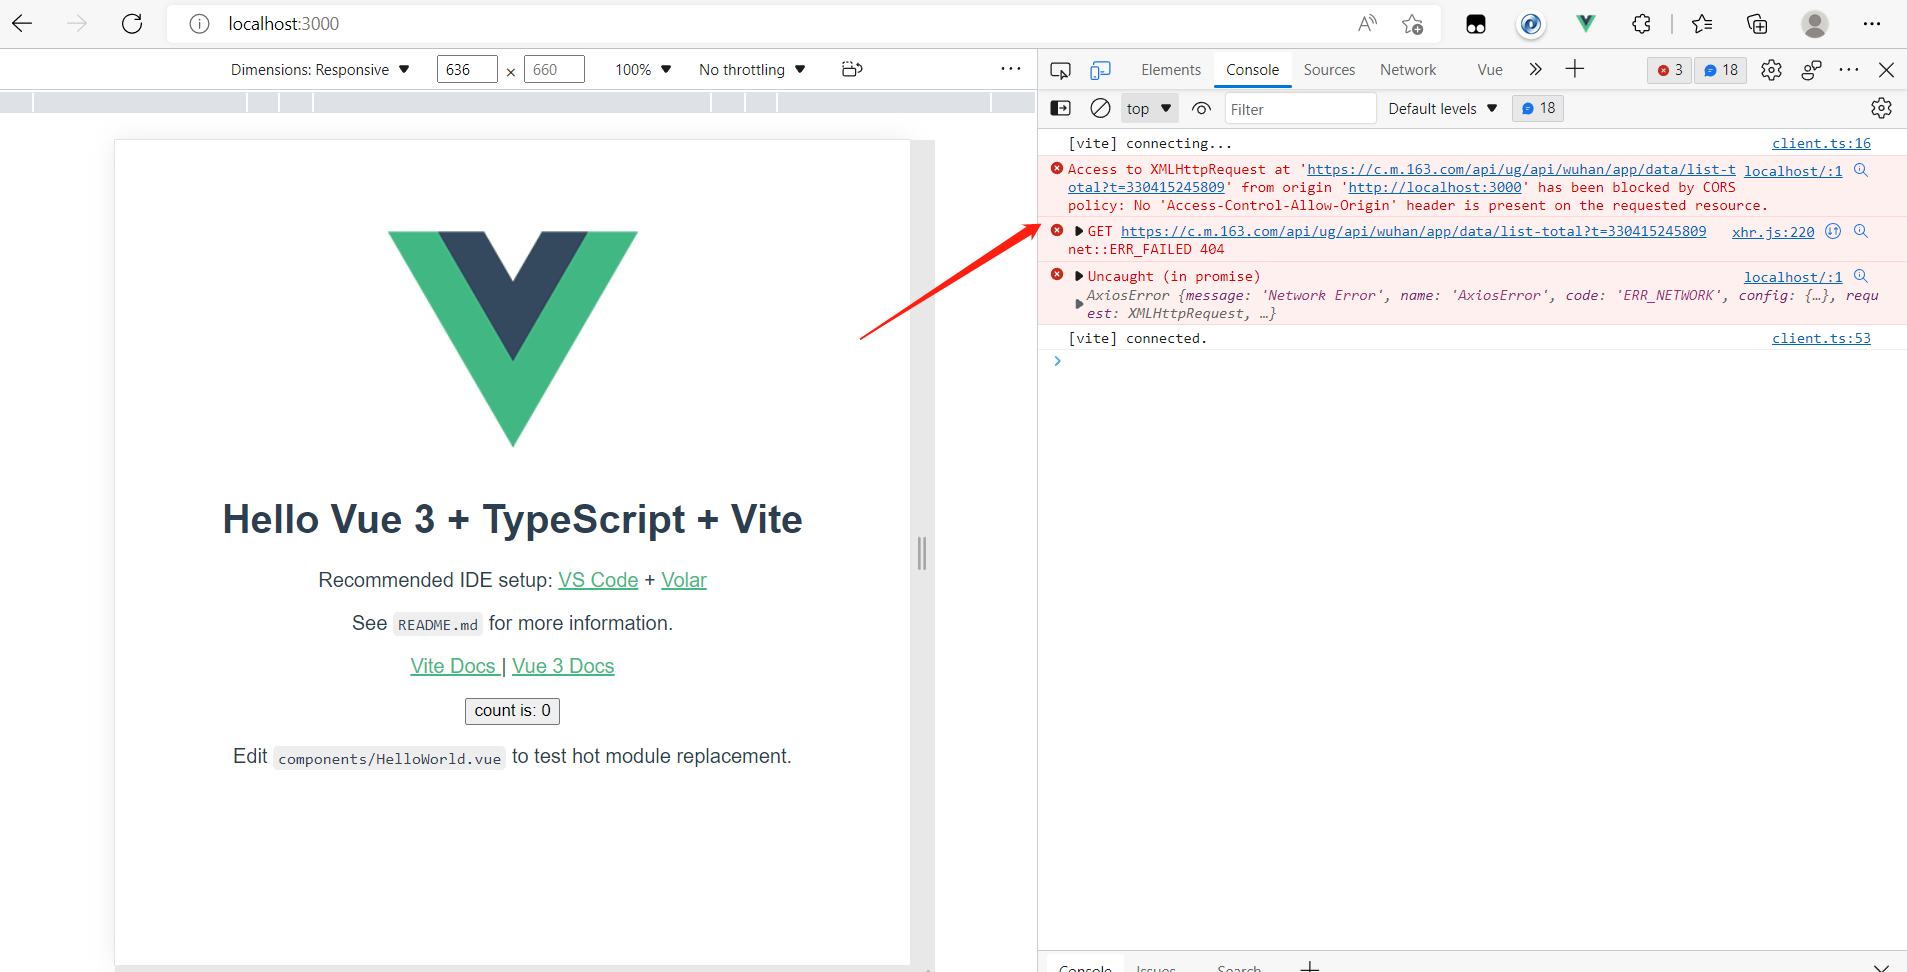 localhost:3000
Dimensions: Responsive 636 × 660 100% No throttling
Elements Console Sources Network Vue 3 18
top Filter Default levels 18
[vite] connecting... client.ts:16
Access to XMLHttpRequest at 'https://c.m.163.com/api/ug/api/wuhan/app/data/list-t localhost/:1
otal?t=330415245809' from origin 'http://localhost:3000' has been blocked by CORS
policy: No 'Access-Control-Allow-Origin' header is present on the requested resource.
GET https://c.m.163.com/api/ug/api/wuhan/app/data/list-total?t=330415245809 xhr.js:220
net::ERR_FAILED 404
Uncaught (in promise) localhost/:1
AxiosError {message: 'Network Error', name: 'AxiosError', code: 'ERR_NETWORK', config: {…}, requ
est: XMLHttpRequest, …}
[vite] connected. client.ts:53
Hello Vue 3 + TypeScript + Vite
Recommended IDE setup: VS Code + Volar
See README.md for more information.
Vite Docs | Vue 3 Docs
count is: 0
Edit components/HelloWorld.vue to test hot module replacement.
Console Issues Search